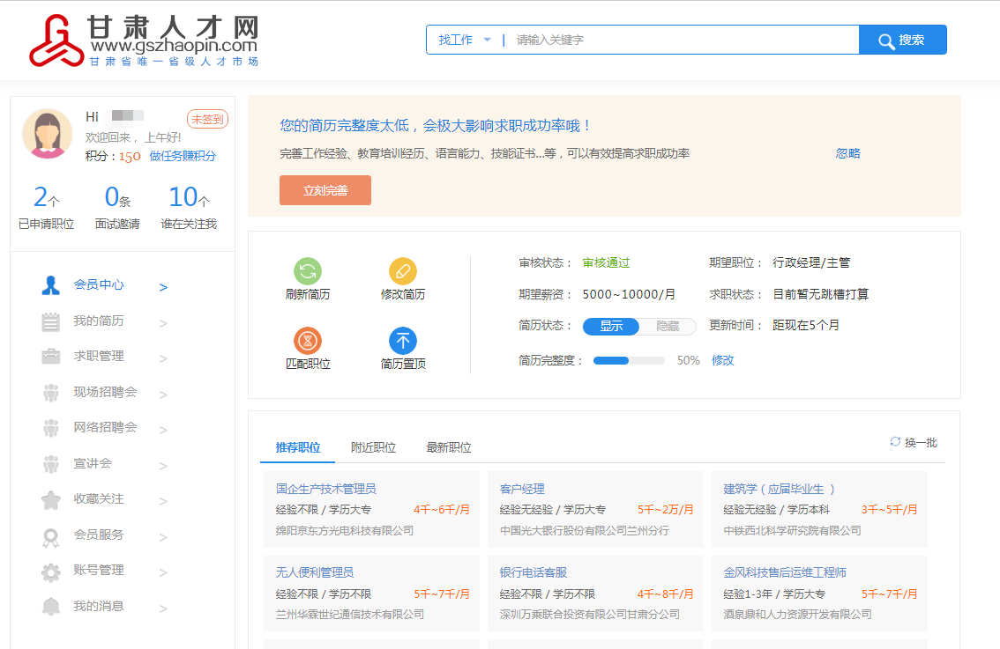 甘肃人才网
www.gszhaopin.com
甘肃省唯一省级人才市场
找工作 | 请输入关键字 搜索
Hi 未签到
欢迎回来， 上午好!
积分：150 做任务赚积分
2个 0条 10个
已申请职位 面试邀请 谁在关注我
会员中心 >
我的简历 >
求职管理 >
现场招聘会 >
网络招聘会 >
宣讲会 >
收藏关注 >
会员服务 >
账号管理 >
我的消息 >
您的简历完整度太低，会极大影响求职成功率哦！
完善工作经验、教育培训经历、语言能力、技能证书...等，可以有效提高求职成功率 忽略
立刻完善
刷新简历 修改简历
匹配职位 简历置顶
审核状态： 审核通过 期望职位： 行政经理/主管
期望薪资： 5000~10000/月 求职状态： 目前暂无跳槽打算
简历状态： 显示 隐藏 更新时间： 距现在5个月
简历完整度： 50% 修改
推荐职位 附近职位 最新职位 换一批
国企生产技术管理员
经验不限 / 学历大专 4千~6千/月
绵阳京东方光电科技有限公司
客户经理
经验无经验 / 学历大专 5千~2万/月
中国光大银行股份有限公司兰州分行
建筑学（应届毕业生 ）
经验无经验 / 学历本科 3千~5千/月
中铁西北科学研究院有限公司
无人便利管理员
经验不限 / 学历不限 5千~7千/月
兰州华霖世纪通信技术有限公司
银行电话客服
经验不限 / 学历不限 4千~8千/月
深圳万乘联合投资有限公司甘肃分公司
金风科技售后运维工程师
经验1-3年 / 学历大专 5千~7千/月
酒泉鼎和人力资源开发有限公司